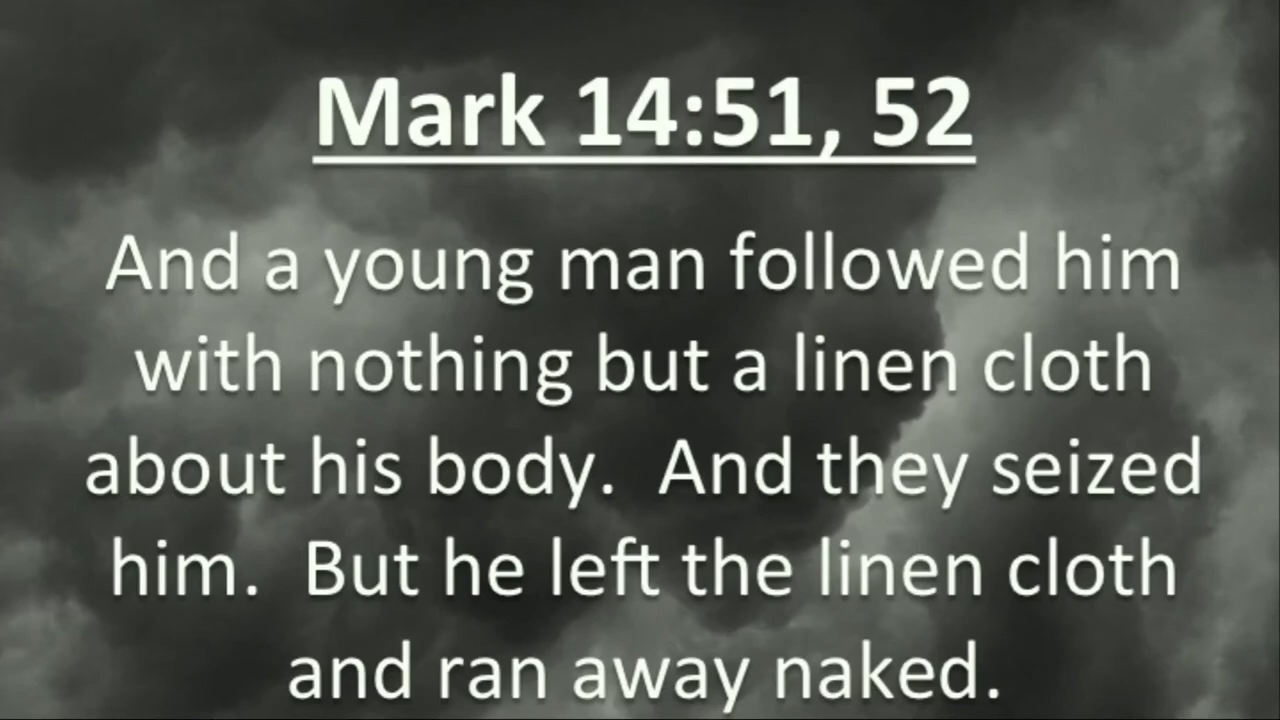 Mark 14:51, 52
And a young man followed him
with nothing but a linen cloth
about his body.  And they seized
him.  But he left the linen cloth
and ran away naked.